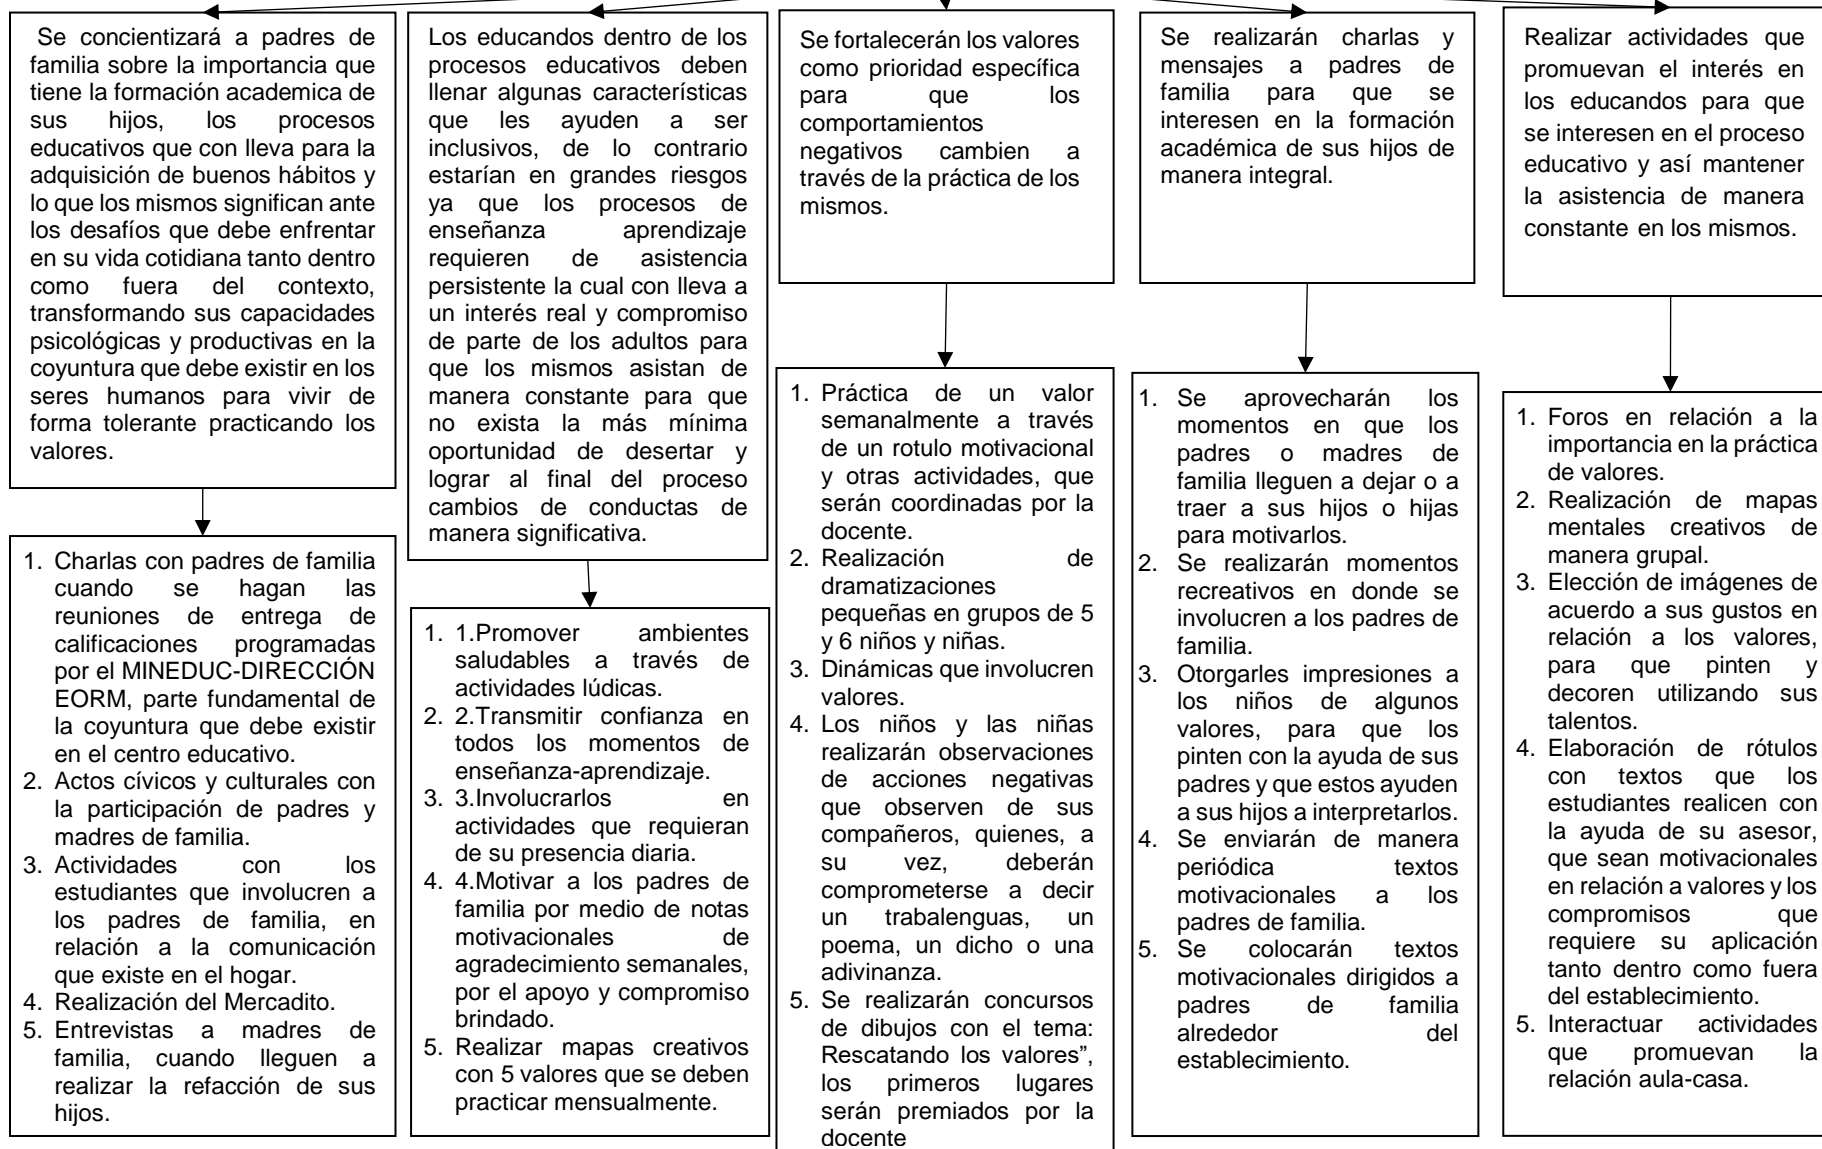 Se concientizará a padres de
familia sobre la importancia que
tiene la formación academica de
sus hijos, los procesos
educativos que con lleva para la
adquisición de buenos hábitos y
lo que los mismos significan ante
los desafíos que debe enfrentar
en su vida cotidiana tanto dentro
como fuera del contexto,
transformando sus capacidades
psicológicas y productivas en la
coyuntura que debe existir en los
seres humanos para vivir de
forma tolerante practicando los
valores.
1. Charlas con padres de familia
cuando se hagan las
reuniones de entrega de
calificaciones programadas
por el MINEDUC-DIRECCIÓN
EORM, parte fundamental de
la coyuntura que debe existir
en el centro educativo.
2. Actos cívicos y culturales con
la participación de padres y
madres de familia.
3. Actividades con los
estudiantes que involucren a
los padres de familia, en
relación a la comunicación
que existe en el hogar.
4. Realización del Mercadito.
5. Entrevistas a madres de
familia, cuando lleguen a
realizar la refacción de sus
hijos.
Los educandos dentro de los
procesos educativos deben
llenar algunas características
que les ayuden a ser
inclusivos, de lo contrario
estarían en grandes riesgos
ya que los procesos de
enseñanza aprendizaje
requieren de asistencia
persistente la cual con lleva a
un interés real y compromiso
de parte de los adultos para
que los mismos asistan de
manera constante para que
no exista la más mínima
oportunidad de desertar y
lograr al final del proceso
cambios de conductas de
manera significativa.
1. 1.Promover ambientes
saludables a través de
actividades lúdicas.
2. 2.Transmitir confianza en
todos los momentos de
enseñanza-aprendizaje.
3. 3.Involucrarlos en
actividades que requieran
de su presencia diaria.
4. 4.Motivar a los padres de
familia por medio de notas
motivacionales de
agradecimiento semanales,
por el apoyo y compromiso
brindado.
5. Realizar mapas creativos
con 5 valores que se deben
practicar mensualmente.
Se fortalecerán los valores
como prioridad específica
para que los
comportamientos
negativos cambien a
través de la práctica de los
mismos.
1. Práctica de un valor
semanalmente a través
de un rotulo motivacional
y otras actividades, que
serán coordinadas por la
docente.
2. Realización de
dramatizaciones
pequeñas en grupos de 5
y 6 niños y niñas.
3. Dinámicas que involucren
valores.
4. Los niños y las niñas
realizarán observaciones
de acciones negativas
que observen de sus
compañeros, quienes, a
su vez, deberán
comprometerse a decir
un trabalenguas, un
poema, un dicho o una
adivinanza.
5. Se realizarán concursos
de dibujos con el tema:
Rescatando los valores”,
los primeros lugares
serán premiados por la
docente
Se realizarán charlas y
mensajes a padres de
familia para que se
interesen en la formación
académica de sus hijos de
manera integral.
1. Se aprovecharán los
momentos en que los
padres o madres de
familia lleguen a dejar o a
traer a sus hijos o hijas
para motivarlos.
2. Se realizarán momentos
recreativos en donde se
involucren a los padres de
familia.
3. Otorgarles impresiones a
los niños de algunos
valores, para que los
pinten con la ayuda de sus
padres y que estos ayuden
a sus hijos a interpretarlos.
4. Se enviarán de manera
periódica textos
motivacionales a los
padres de familia.
5. Se colocarán textos
motivacionales dirigidos a
padres de familia
alrededor del
establecimiento.
Realizar actividades que
promuevan el interés en
los educandos para que
se interesen en el proceso
educativo y así mantener
la asistencia de manera
constante en los mismos.
1. Foros en relación a la
importancia en la práctica
de valores.
2. Realización de mapas
mentales creativos de
manera grupal.
3. Elección de imágenes de
acuerdo a sus gustos en
relación a los valores,
para que pinten y
decoren utilizando sus
talentos.
4. Elaboración de rótulos
con textos que los
estudiantes realicen con
la ayuda de su asesor,
que sean motivacionales
en relación a valores y los
compromisos que
requiere su aplicación
tanto dentro como fuera
del establecimiento.
5. Interactuar actividades
que promuevan la
relación aula-casa.